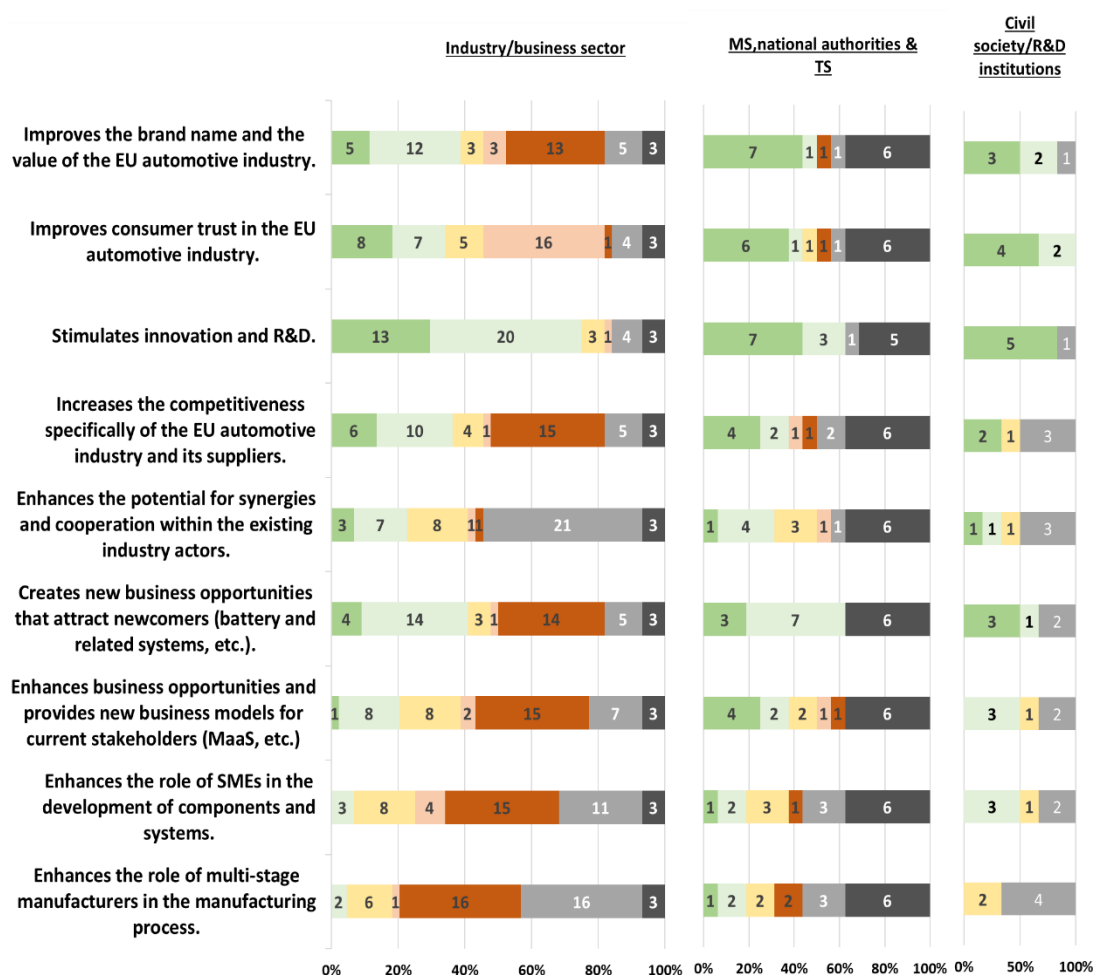 Industry/business sector
MS,national authorities &
TS
Civil
society/R&D
institutions
Improves the brand name and the
value of the EU automotive industry.
5 12 3 3 13 5 3
7 1 1 1 6
3 2 1
Improves consumer trust in the EU
automotive industry.
8 7 5 16 1 4 3
6 1 1 1 1 6
4 2
Stimulates innovation and R&D.
13 20 3 1 4 3
7 3 1 5
5 1
Increases the competitiveness
specifically of the EU automotive
industry and its suppliers.
6 10 4 1 15 5 3
4 2 1 1 2 6
2 1 3
Enhances the potential for synergies
and cooperation within the existing
industry actors.
3 7 8 1 1 21 3
1 4 3 1 1 6
1 1 1 3
Creates new business opportunities
that attract newcomers (battery and
related systems, etc.).
4 14 3 1 14 5 3
3 7 6
3 1 2
Enhances business opportunities and
provides new business models for
current stakeholders (MaaS, etc.)
1 8 8 2 15 7 3
4 2 2 1 1 6
3 1 2
Enhances the role of SMEs in the
development of components and
systems.
3 8 4 15 11 3
1 2 3 1 3 6
3 1 2
Enhances the role of multi-stage
manufacturers in the manufacturing
process.
2 6 1 16 16 3
1 2 2 2 3 6
2 4
0% 20% 40% 60% 80% 100%
0% 20% 40% 60% 80% 100%
0% 50% 100%